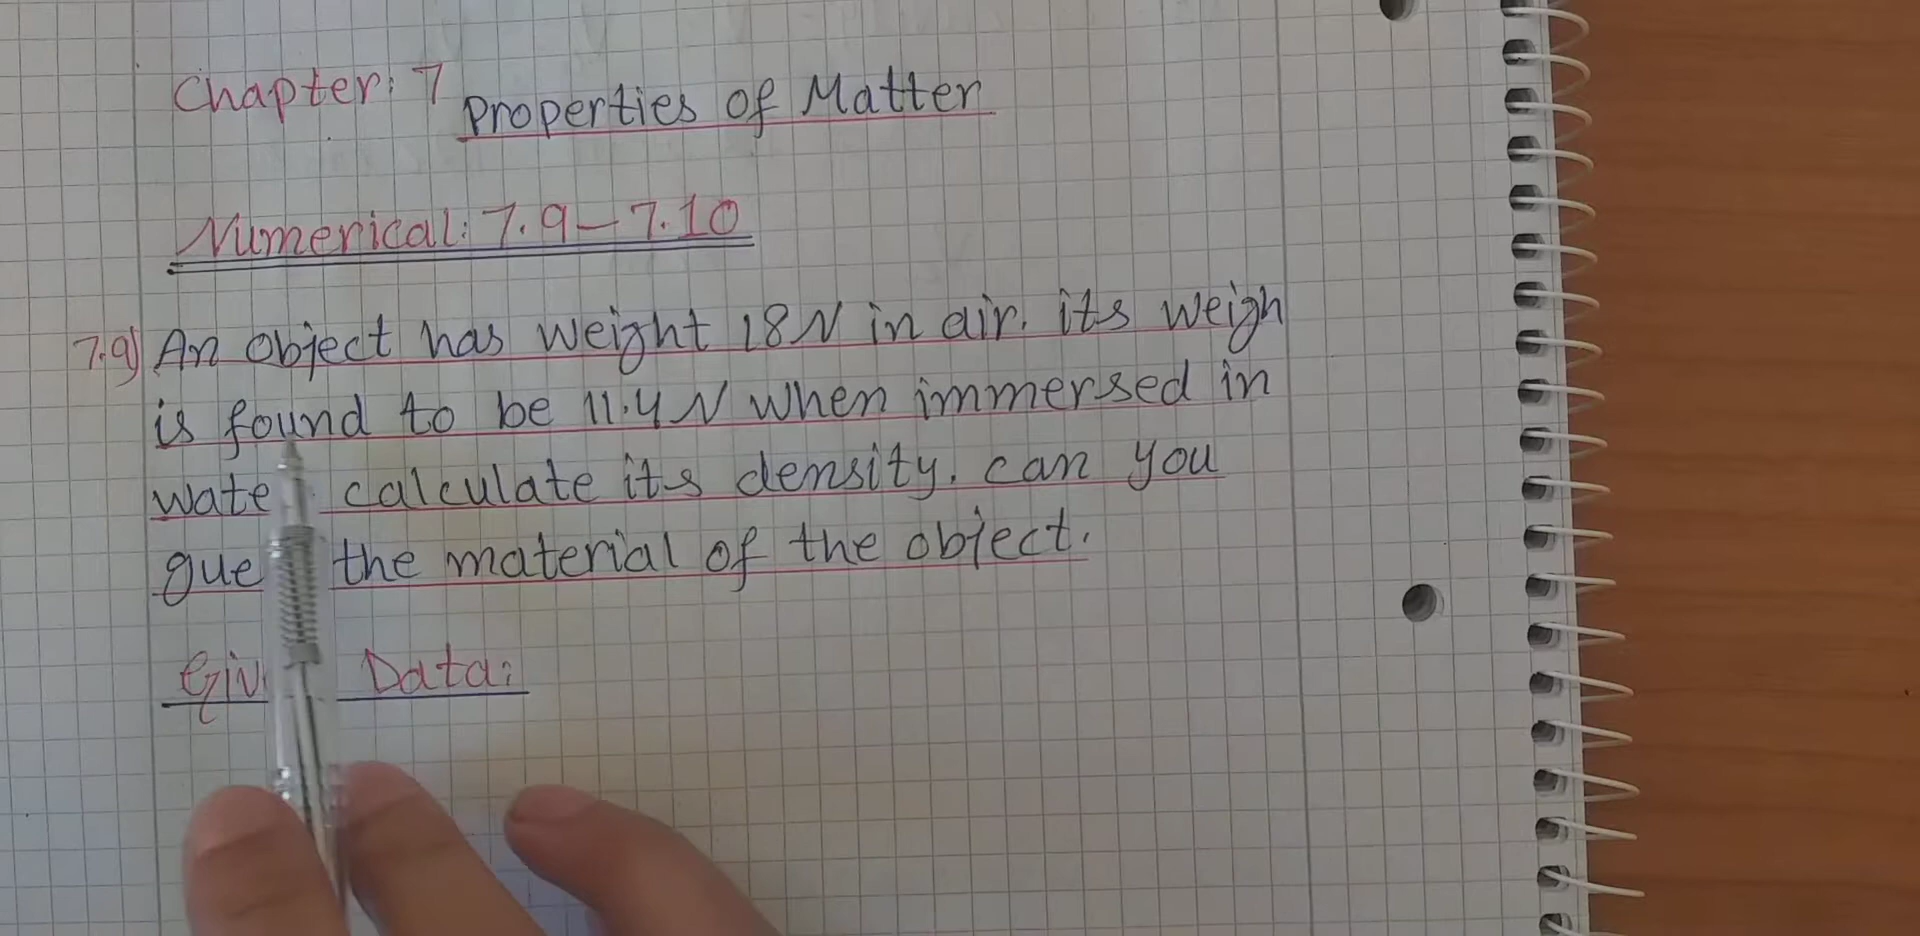 Chapter: 7
Properties of Matter
Numerical: 7.9-7.10
7.9) An object has weight 18N in air. its weigh
is found to be 11.4N when immersed in
calculate its density. can you
the material of the object.
Data: